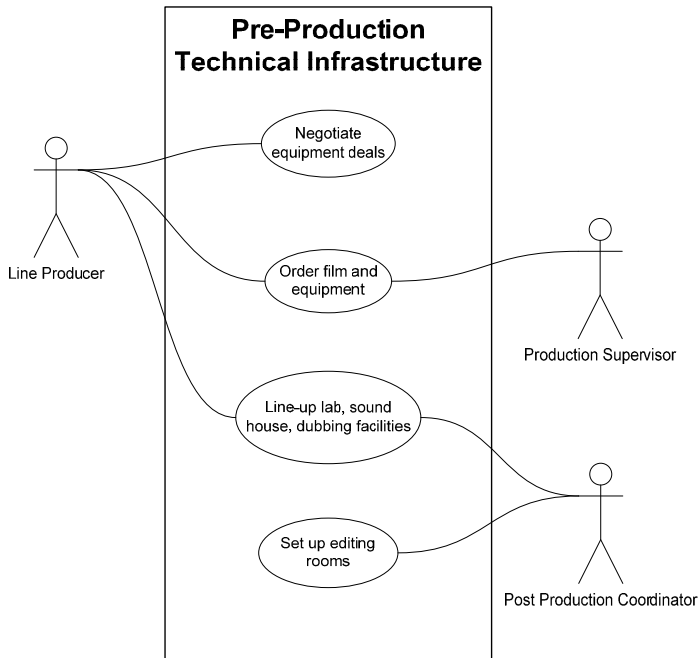 Pre-Production
Technical Infrastructure
Negotiate
equipment deals
Line Producer
Order film and
equipment
Production Supervisor
Line-up lab, sound
house, dubbing facilities
Set up editing
rooms
Post Production Coordinator